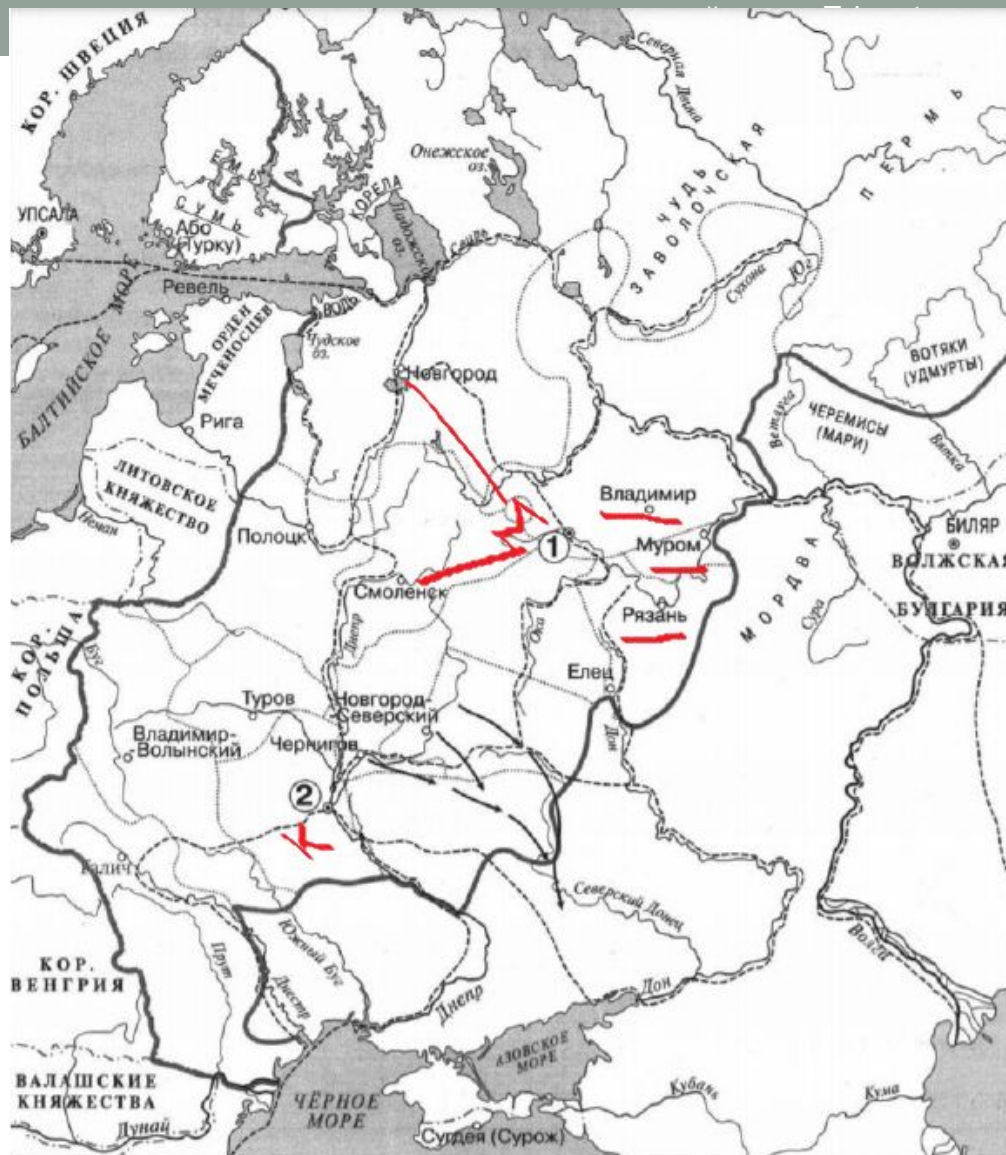 КОР. ШВЕЦИЯ
Северная Двина
ПЕРМЬ
Онежское
оз.
ЧУДЬ
ЗАВОЛОЧСКАЯ
ЕМЬ
СУМЬ
КОРЕЛА
Ладожское
оз.
УПСАЛА
Або
(Турку)
Свирь
Сухона
Юг
Ревель
ВОДЬ
БАЛТИЙСКОЕ МОРЕ
ОРДЕН
МЕЧЕНОСЦЕВ
Чудское
оз.
Новгород
ВОТЯКИ
(УДМУРТЫ)
Рига
Ветлуга
ЧЕРЕМИСЫ
(МАРИ)
Вятка
ЛИТОВСКОЕ
КНЯЖЕСТВО
Неман
Владимир
Полоцк
1
М
Муром
БИЛЯР
ВОЛЖСКАЯ
БУЛГАРИЯ
МОРДВА
Сура
Смоленск
Рязань
КОР.
ПОЛЬША
Буг
Днепр
Ока
Елец
Туров
Новгород-
-Северский
Владимир-
-Волынский
Чернигов
Дон
2
К
Галич
Северский Донец
Южный Буг
Прут
Днестр
Волга
КОР.
ВЕНГРИЯ
Днепр
Дон
АЗОВСКОЕ
МОРЕ
ВАЛАШСКИЕ
КНЯЖЕСТВА
ЧЁРНОЕ
МОРЕ
Кубань
Кума
Дунай
Сугдея (Сурож)